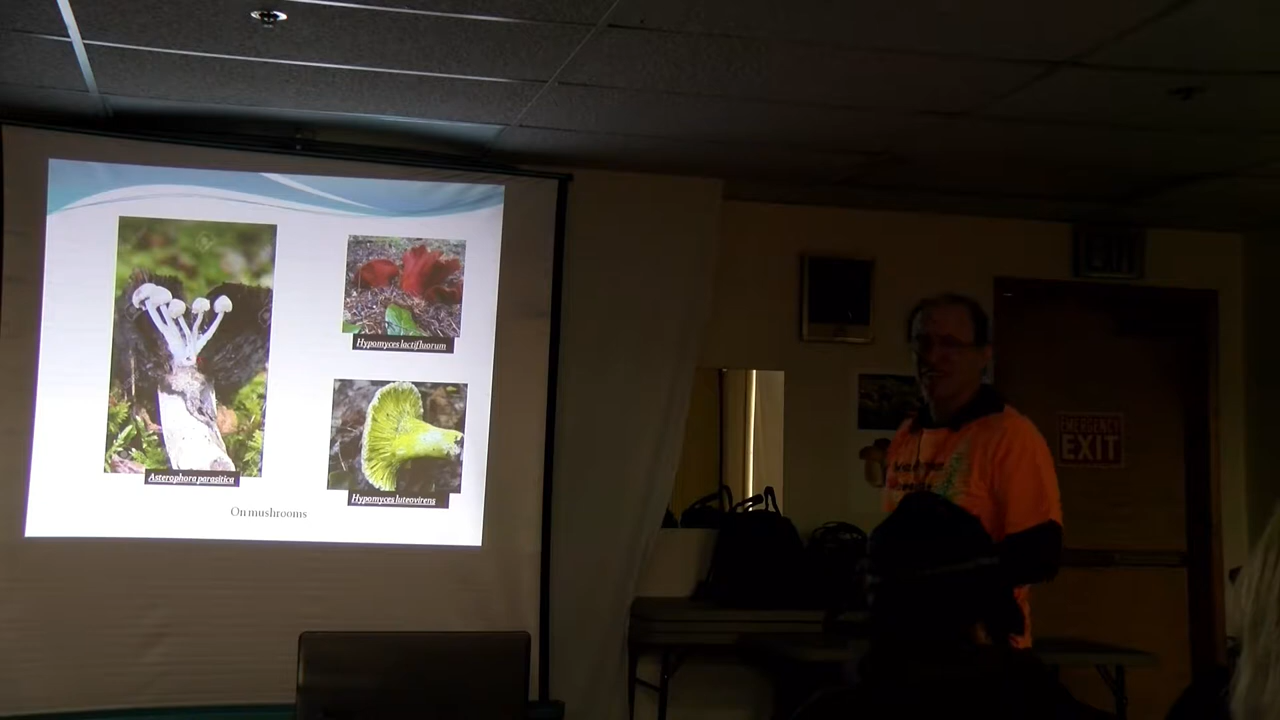 Hypomyces lactifluorum
Asterophora parasitica
Hypomyces luteovirens
On mushrooms
EMERGENCY
EXIT